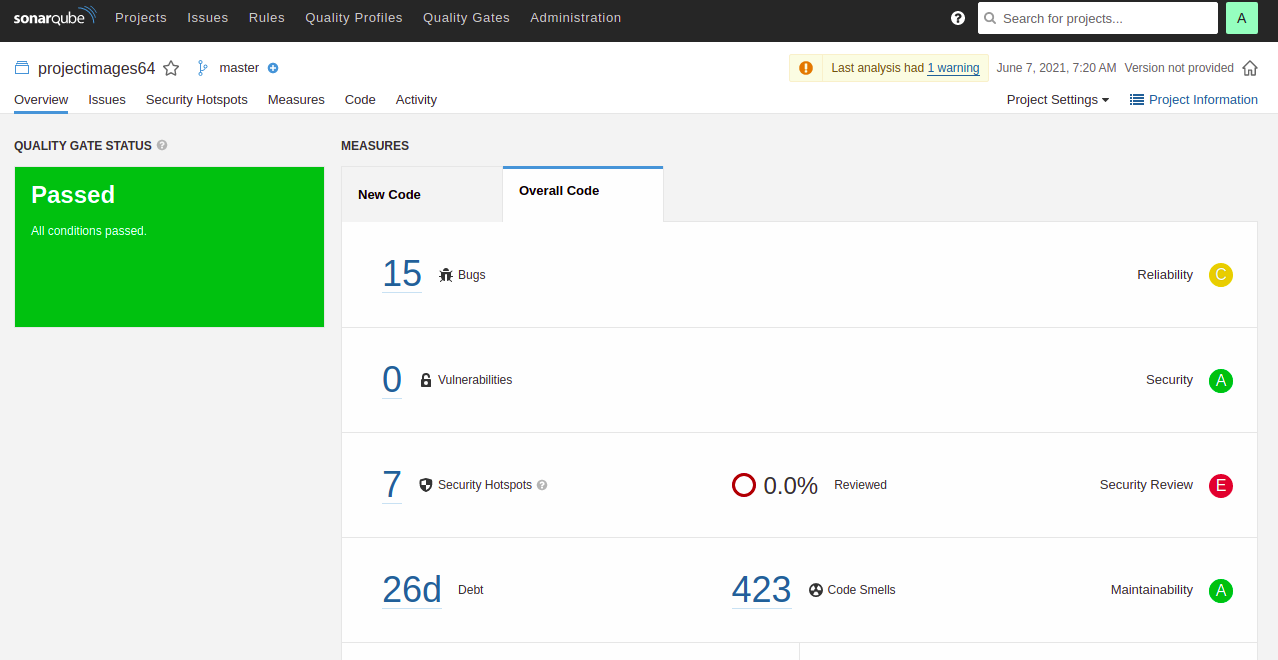 sonarqube Projects Issues Rules Quality Profiles Quality Gates Administration ? Search for projects... A
projectimages64 master Last analysis had 1 warning June 7, 2021, 7:20 AM Version not provided
Overview Issues Security Hotspots Measures Code Activity Project Settings Project Information
QUALITY GATE STATUS ? MEASURES
Passed
All conditions passed.
New Code Overall Code
15 Bugs Reliability C
0 Vulnerabilities Security A
7 Security Hotspots ? 0.0% Reviewed Security Review E
26d Debt 423 Code Smells Maintainability A